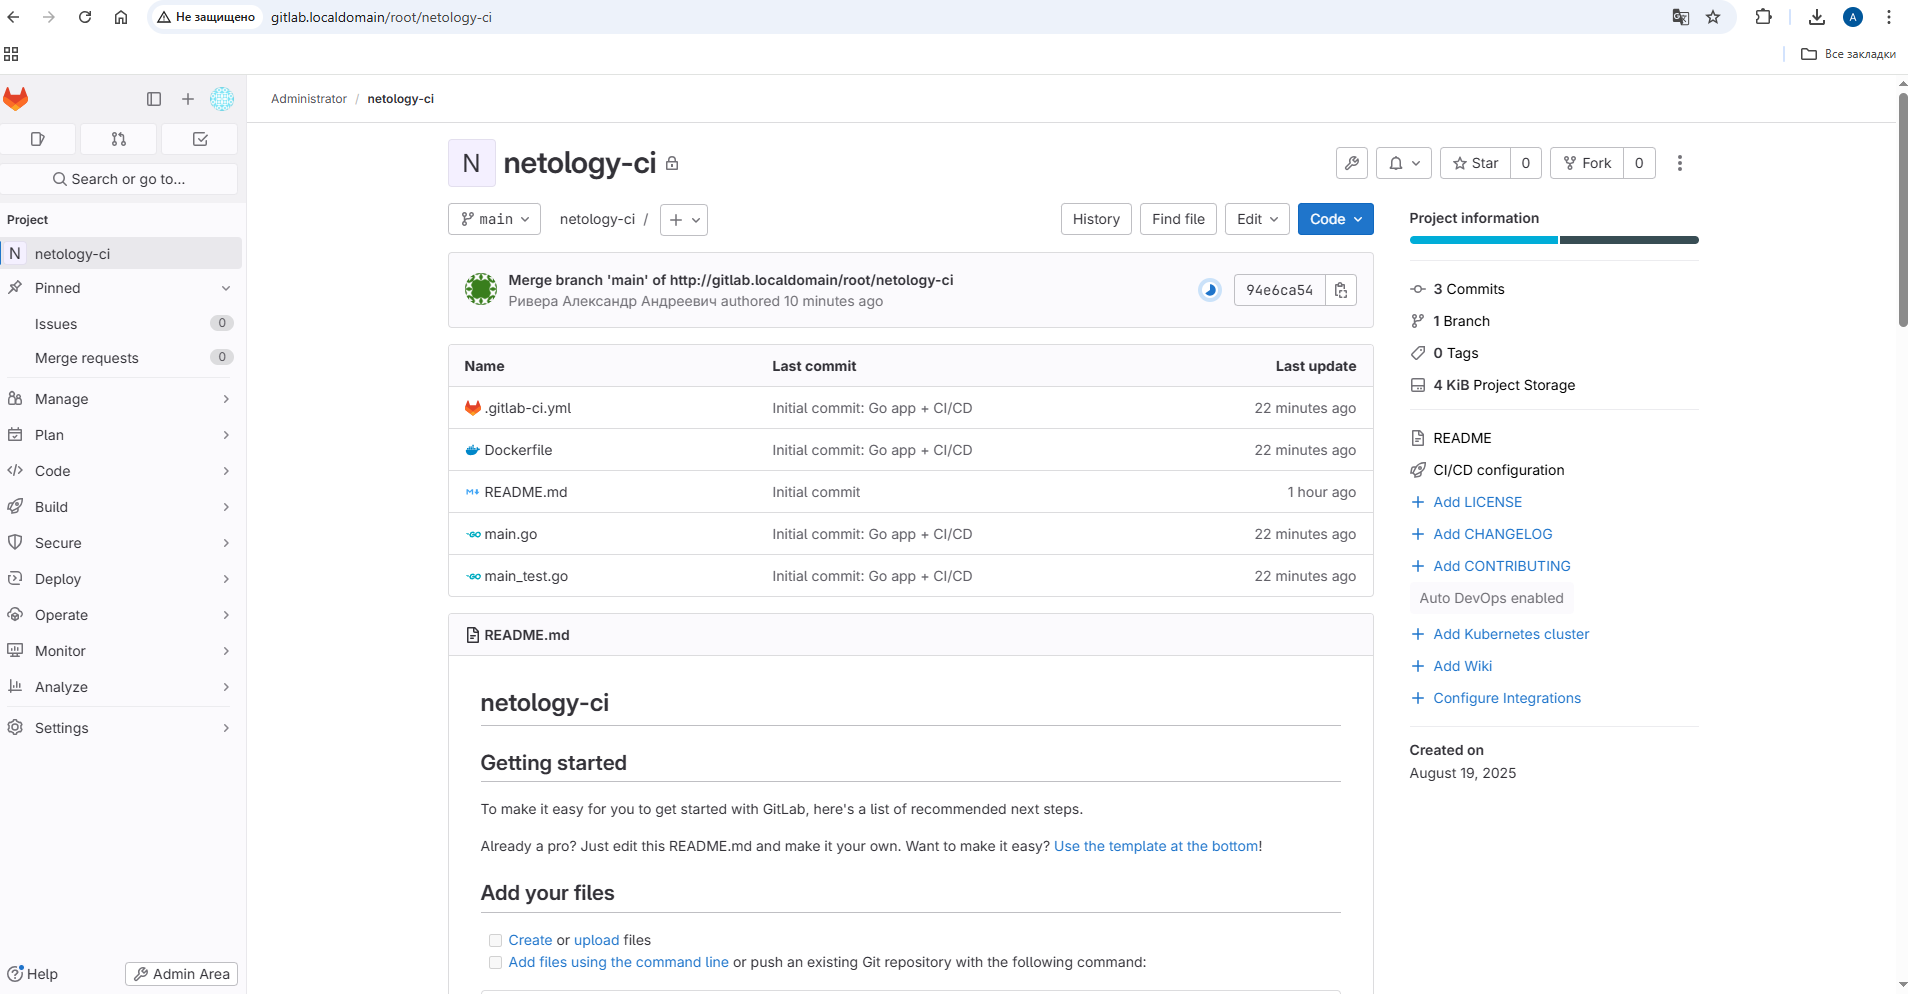 Не защищено
gitlab.localdomain/root/netology-ci
A
Все закладки
Search or go to...
Project
N netology-ci
Pinned
Issues 0
Merge requests 0
Manage
Plan
Code
Build
Secure
Deploy
Operate
Monitor
Analyze
Settings
Help
Admin Area
Administrator / netology-ci
N netology-ci
Star 0
Fork 0
main
netology-ci /
History
Find file
Edit
Code
Merge branch 'main' of http://gitlab.localdomain/root/netology-ci
Ривера Александр Андреевич authored 10 minutes ago
94e6ca54
Name Last commit Last update
.gitlab-ci.yml Initial commit: Go app + CI/CD 22 minutes ago
Dockerfile Initial commit: Go app + CI/CD 22 minutes ago
README.md Initial commit 1 hour ago
main.go Initial commit: Go app + CI/CD 22 minutes ago
main_test.go Initial commit: Go app + CI/CD 22 minutes ago
README.md
netology-ci
Getting started
To make it easy for you to get started with GitLab, here's a list of recommended next steps.
Already a pro? Just edit this README.md and make it your own. Want to make it easy? Use the template at the bottom!
Add your files
Create or upload files
Add files using the command line or push an existing Git repository with the following command:
Project information
3 Commits
1 Branch
0 Tags
4 KiB Project Storage
README
CI/CD configuration
Add LICENSE
Add CHANGELOG
Add CONTRIBUTING
Auto DevOps enabled
Add Kubernetes cluster
Add Wiki
Configure Integrations
Created on
August 19, 2025